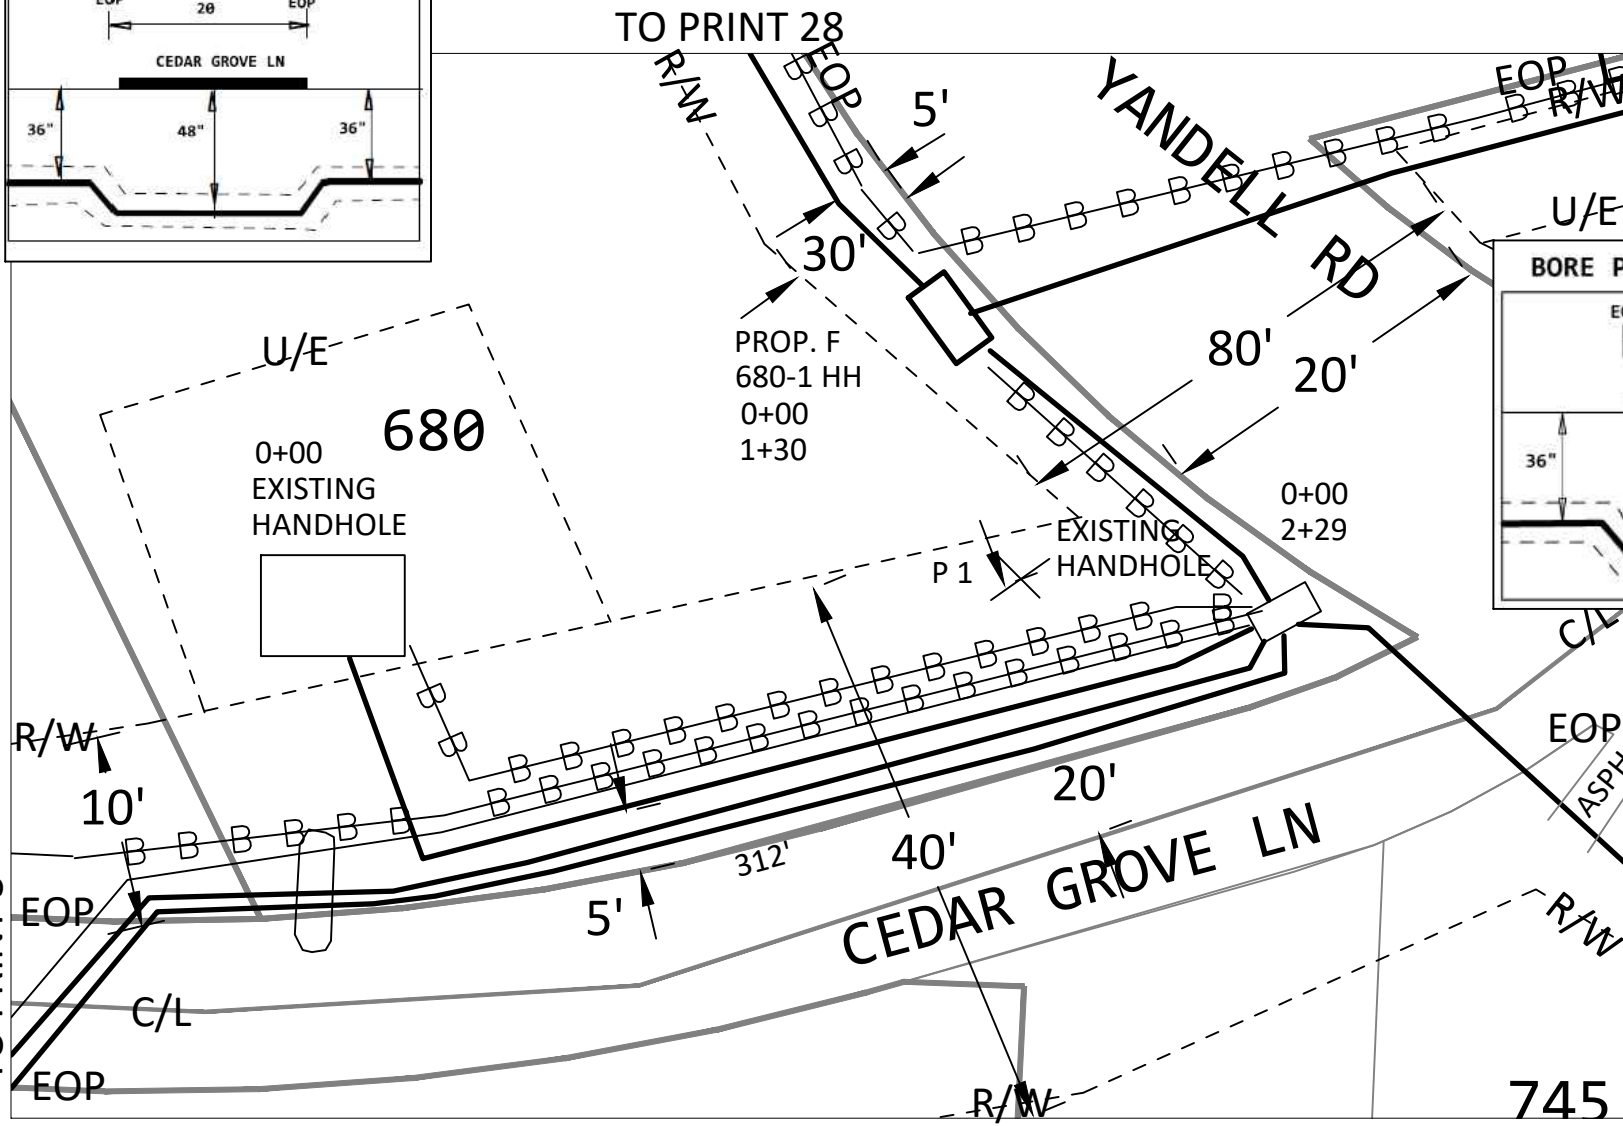 EOP
20
EOP
CEDAR GROVE LN
36"
48"
36"
TO PRINT 28
R/W
EOP
5'
YANDELL RD
EOP
R/W
U/E
30'
BORE
80'
20'
36"
PROP. F
680-1 HH
0+00
1+30
U/E
680
0+00
EXISTING
HANDHOLE
0+00
2+29
EXISTING
HANDHOLE
P 1
C/L
B B B B B B B B B B B B B B B B B B B B
R/W
10'
EOP
20'
40'
312'
5'
CEDAR GROVE LN
EOP
R/W
C/L
EOP
R/W
745